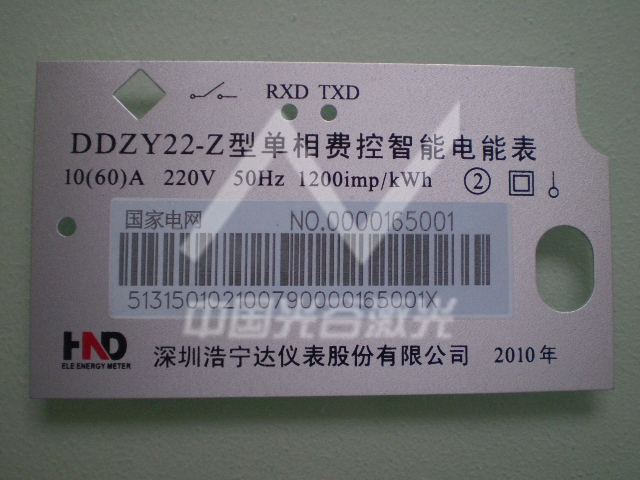 RXD TXD
DDZY22-Z型单相费控智能电能表
10(60)A 220V 50Hz 1200imp/kWh ②
国家电网 NO.0000165001
5131501021007900000165001X
中国光谷激光
HND
ELE ENERGY METER
深圳浩宁达仪表股份有限公司 2010年